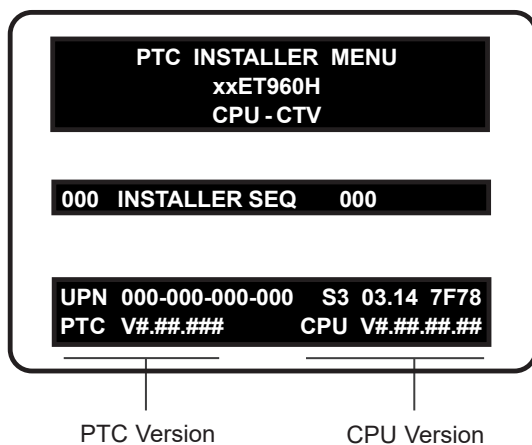 PTC INSTALLER MENU
xxET960H
CPU - CTV
000 INSTALLER SEQ 000
UPN 000-000-000-000 S3 03.14 7F78
PTC V#.##.### CPU V#.##.##.##
PTC Version CPU Version